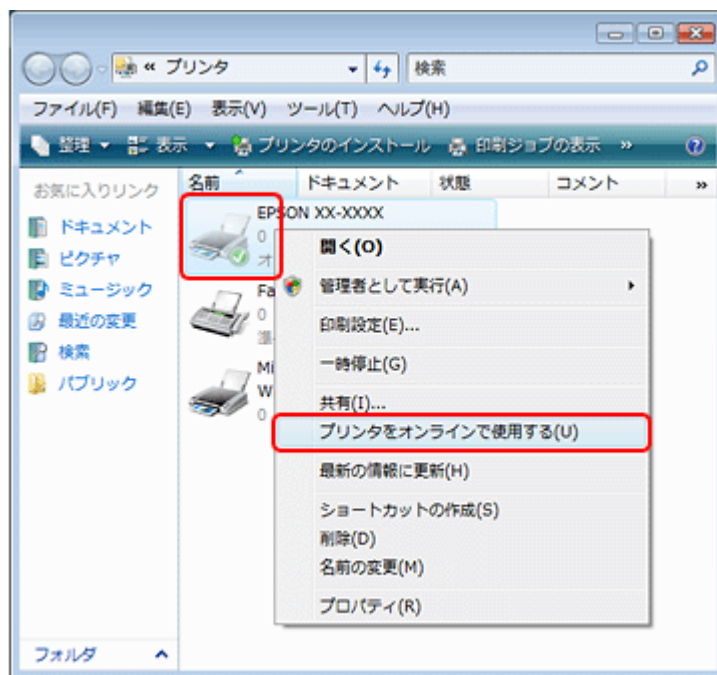 « プリンタ
検索
ファイル(F) 編集(E) 表示(V) ツール(T) ヘルプ(H)
整理 表示 プリンタのインストール 印刷ジョブの表示 »
お気に入りリンク
ドキュメント
ピクチャ
ミュージック
最近の変更
検索
パブリック
フォルダ
名前 ドキュメント 状態 コメント »
EPSON XX-XXXX
0
オ
Fa
0
準
Mi
W
0
開く(O)
管理者として実行(A)
印刷設定(E)...
一時停止(G)
共有(I)...
プリンタをオンラインで使用する(U)
最新の情報に更新(H)
ショートカットの作成(S)
削除(D)
名前の変更(M)
プロパティ(R)